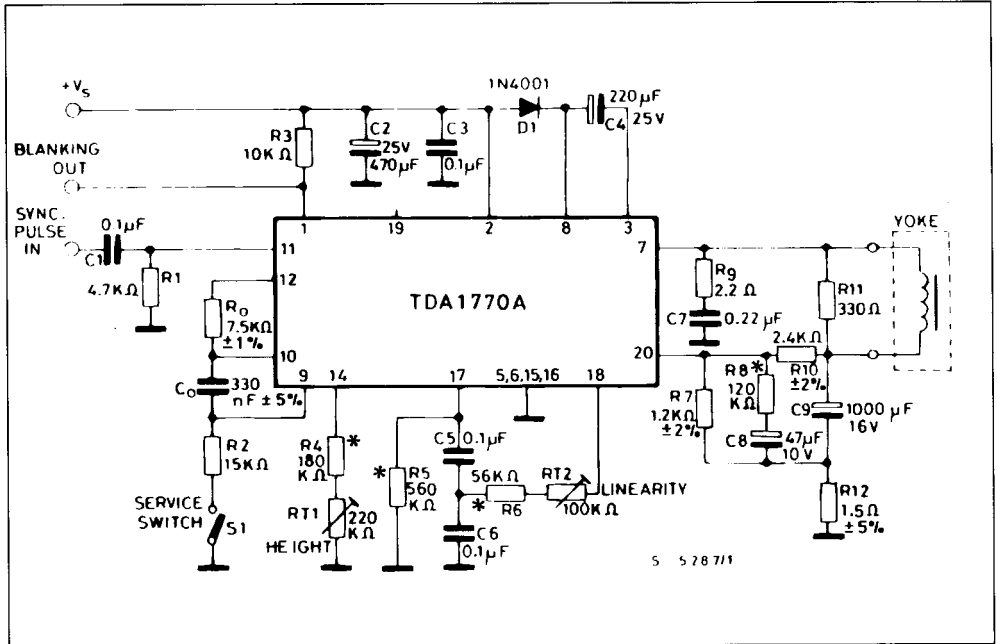 +Vs
1N4001
D1
220µF
25V
C4
R3
10KΩ
C2
25V
470µF
C3
0.1µF
BLANKING
OUT
SYNC.
PULSE
IN
0.1µF
C1
R1
4.7KΩ
1
19
2
8
3
11
12
10
9
14
17
5,6,15,16
18
7
20
TDA1770A
YOKE
Ro
7.5KΩ
±1%
Co
330
nF ±5%
R2
15KΩ
SERVICE
SWITCH
S1
R4 *
180
KΩ
RT1
220
KΩ
HEIGHT
* R5
560
KΩ
C5
0.1µF
56KΩ
* R6
RT2
100KΩ
LINEARITY
C6
0.1µF
R9
2.2Ω
C7
0.22µF
R11
330Ω
2.4KΩ
R10
±2%
R7
1.2KΩ
±2%
R8 *
120
KΩ
C8
47µF
10V
C9
1000µF
16V
R12
1.5Ω
±5%
S 5287/1